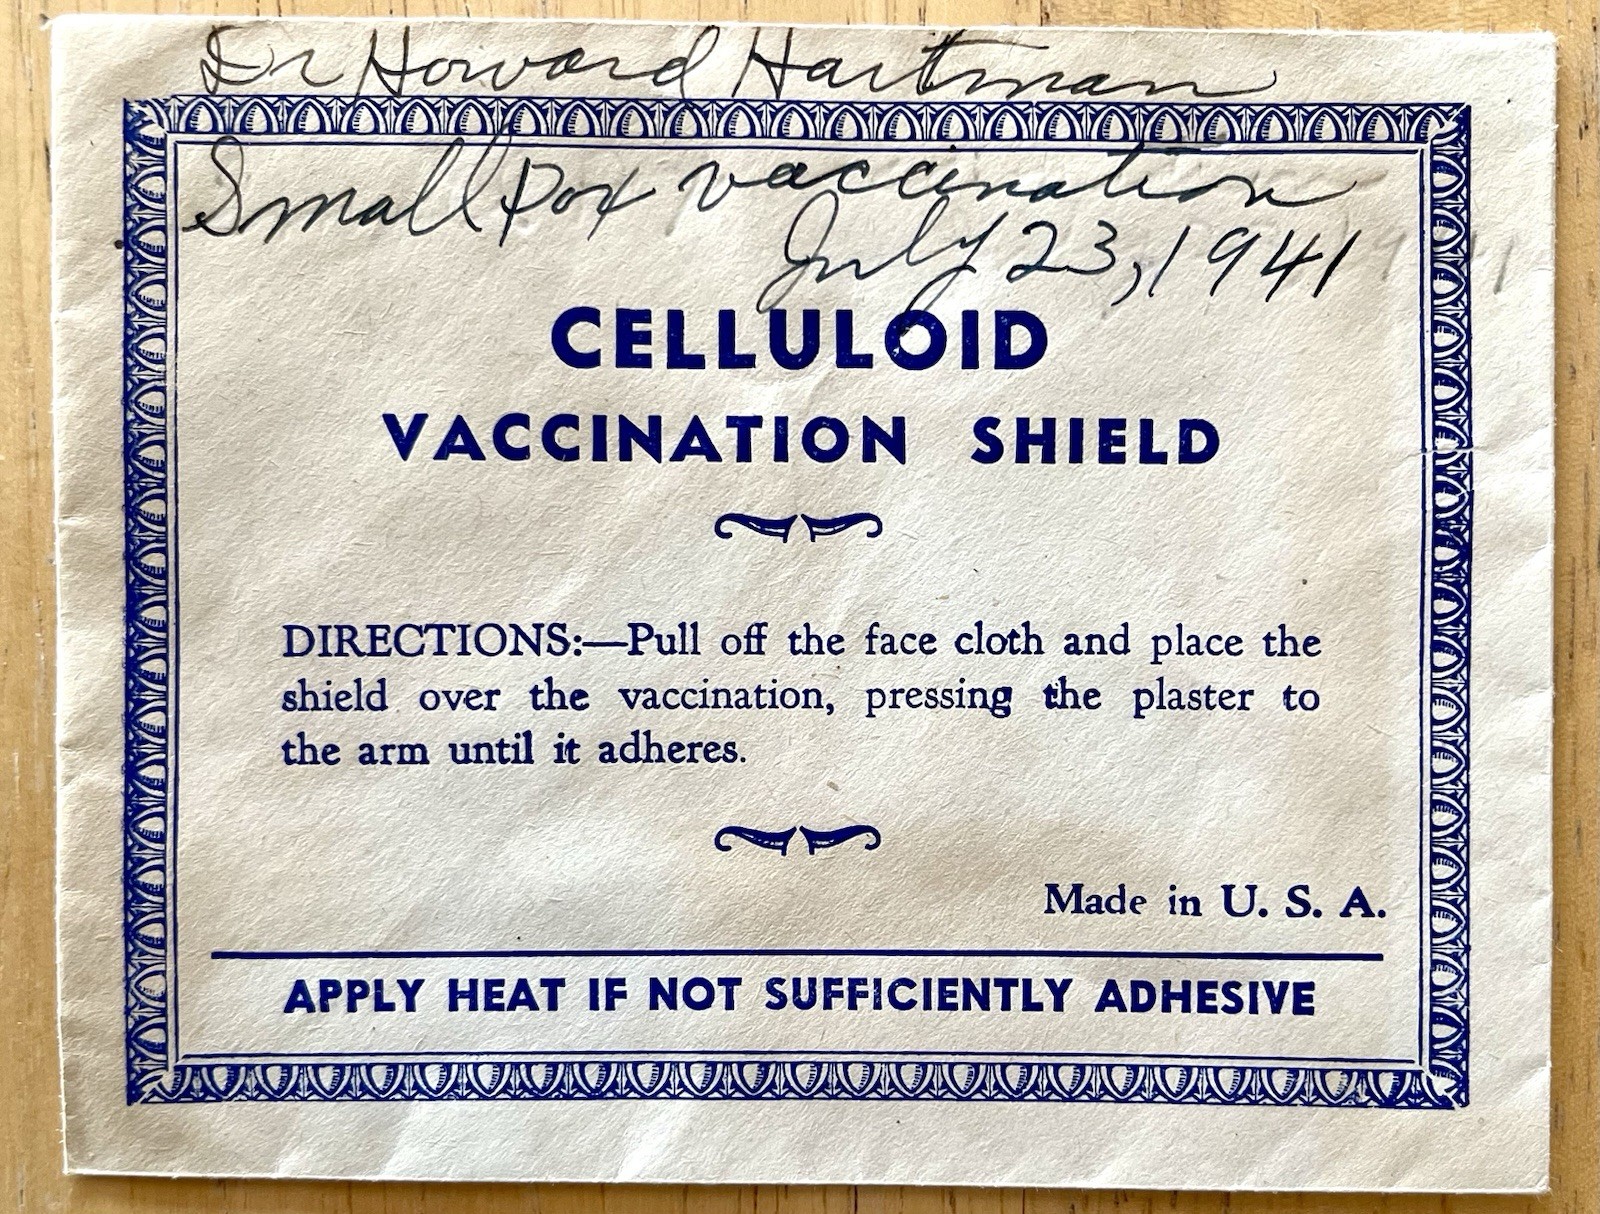 Dr Howard Hartman
Small pox vaccination
July 23, 1941
CELLULOID
VACCINATION SHIELD
DIRECTIONS:—Pull off the face cloth and place the
shield over the vaccination, pressing the plaster to
the arm until it adheres.
Made in U. S. A.
APPLY HEAT IF NOT SUFFICIENTLY ADHESIVE